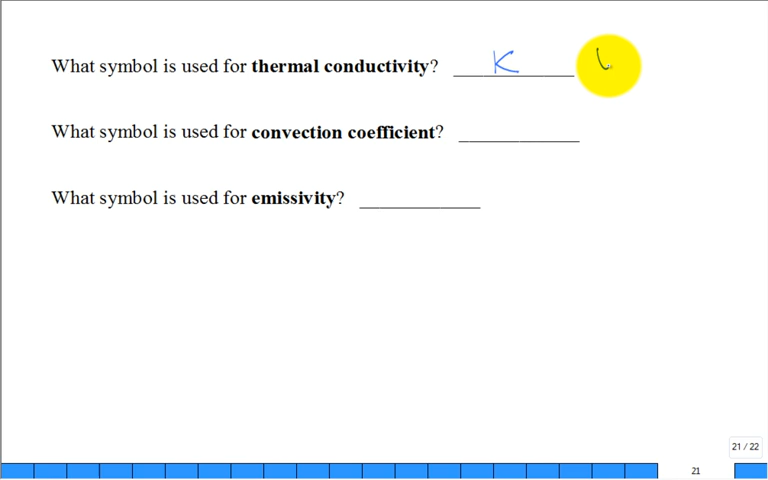 What symbol is used for thermal conductivity? K
What symbol is used for convection coefficient?
What symbol is used for emissivity?
21 / 22
21